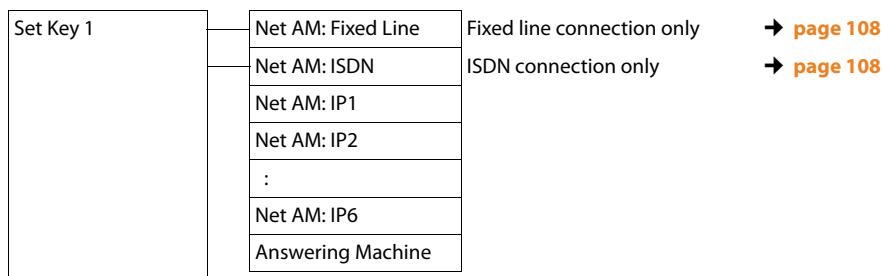 Set Key 1 Net AM: Fixed Line Fixed line connection only ➔ page 108
Net AM: ISDN ISDN connection only ➔ page 108
Net AM: IP1
Net AM: IP2
:
Net AM: IP6
Answering Machine